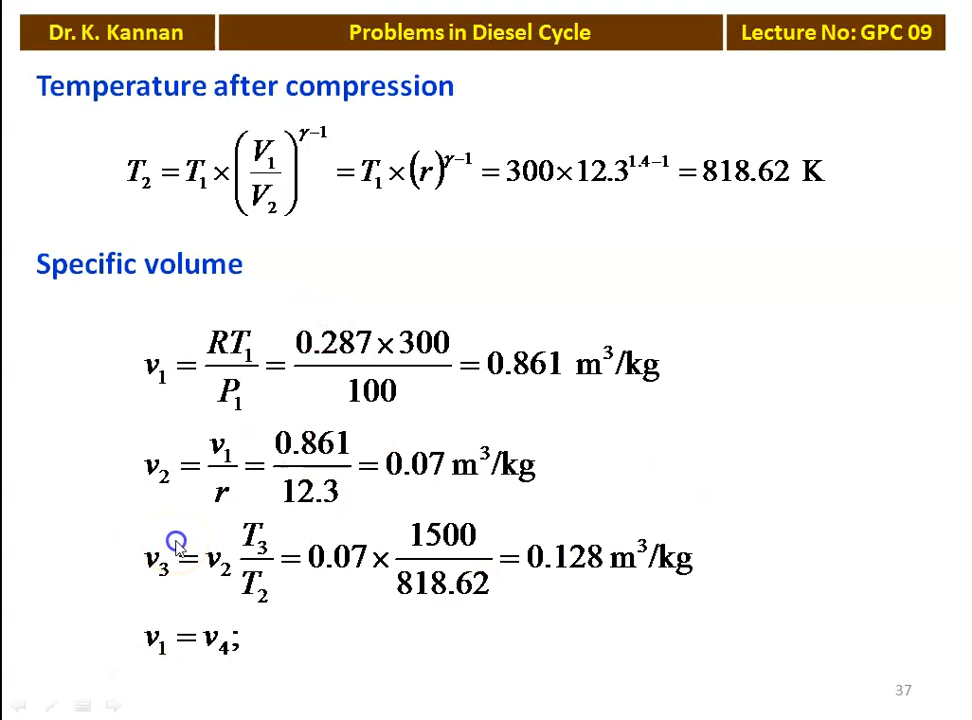 Dr. K. Kannan
Problems in Diesel Cycle
Lecture No: GPC 09
Temperature after compression
T₂ = T₁ × (V₁/V₂)^(γ−1) = T₁ × (r)^(γ−1) = 300 × 12.3^(1.4−1) = 818.62 K
Specific volume
v₁ = RT₁/P₁ = 0.287 × 300/100 = 0.861 m³/kg
v₂ = v₁/r = 0.861/12.3 = 0.07 m³/kg
v₃ = v₂ T₃/T₂ = 0.07 × 1500/818.62 = 0.128 m³/kg
v₁ = v₄;
37